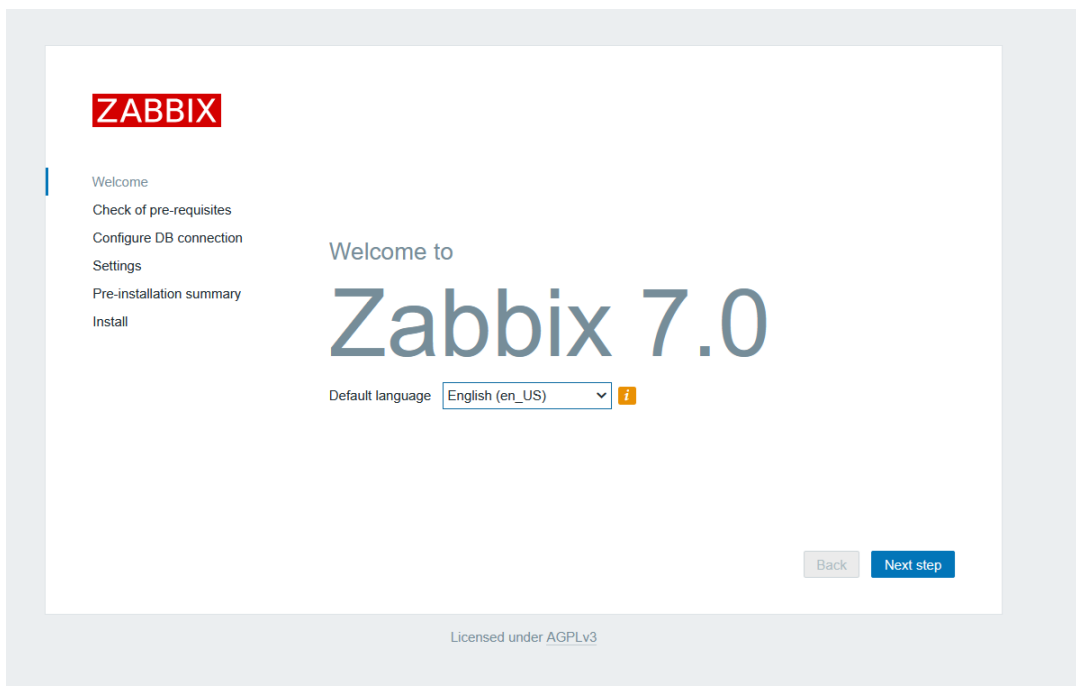 ZABBIX
Welcome
Check of pre-requisites
Configure DB connection
Settings
Pre-installation summary
Install
Welcome to
Zabbix 7.0
Default language English (en_US) i
Back Next step
Licensed under AGPLv3